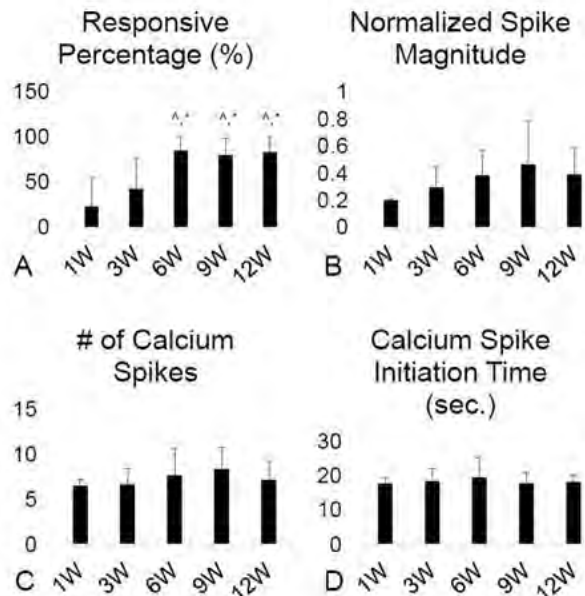 Responsive
Percentage (%)
150
100
50
0
^,* ^,* ^,*
1W 3W 6W 9W 12W
A
Normalized Spike
Magnitude
1
0.8
0.6
0.4
0.2
0
1W 3W 6W 9W 12W
B
# of Calcium
Spikes
15
10
5
0
1W 3W 6W 9W 12W
C
Calcium Spike
Initiation Time
(sec.)
30
20
10
0
1W 3W 6W 9W 12W
D